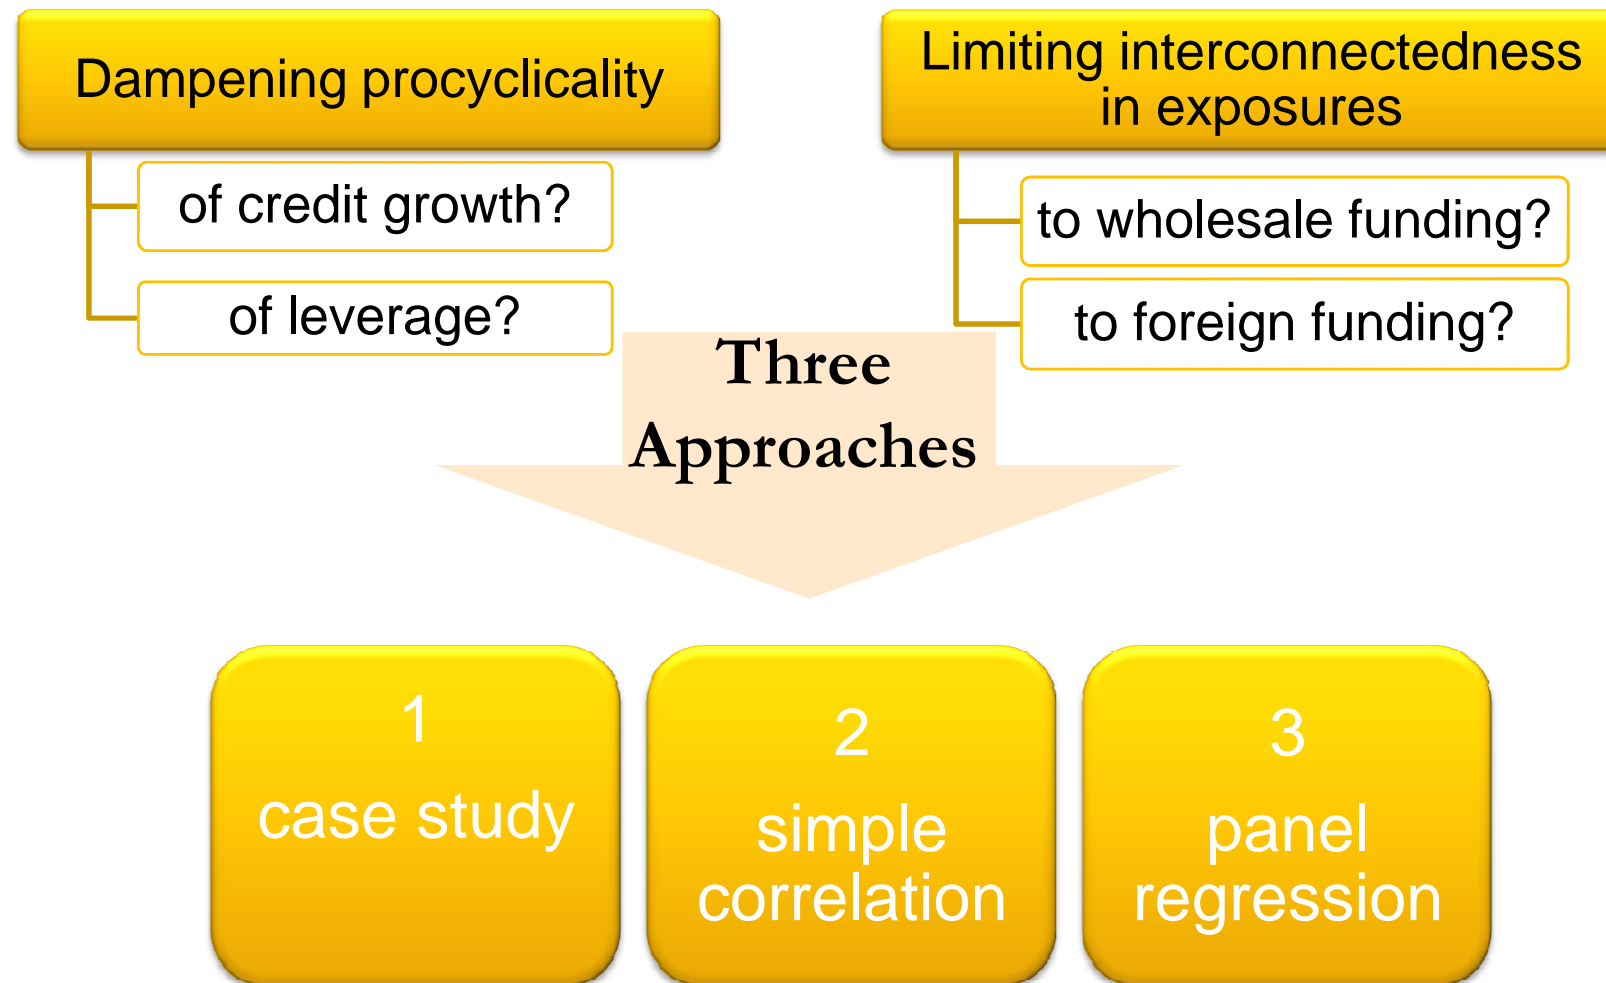 Dampening procyclicality
of credit growth?
of leverage?
Limiting interconnectedness
in exposures
to wholesale funding?
to foreign funding?
Three
Approaches
1
case study
2
simple
correlation
3
panel
regression